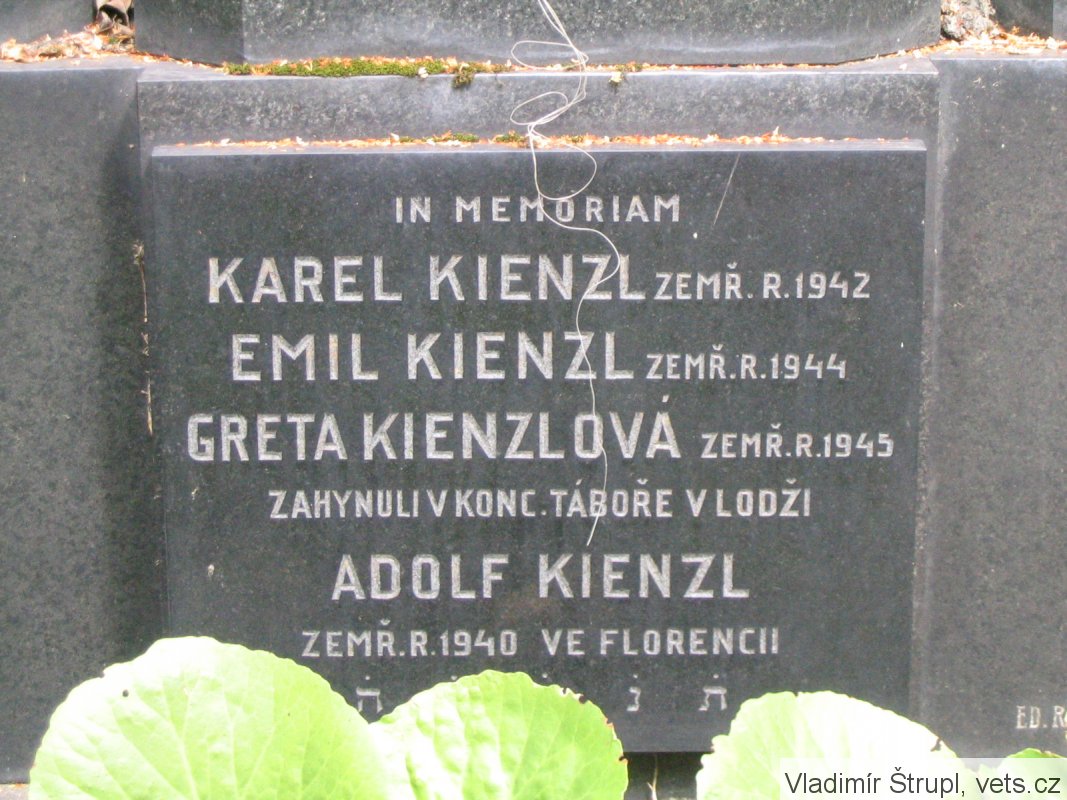 IN MEMORIAM
KAREL KIENZL ZEMŘ. R. 1942
EMIL KIENZL ZEMŘ. R. 1944
GRETA KIENZLOVÁ ZEMŘ. R. 1945
ZAHYNULI V KONC. TÁBOŘE V LODŽI
ADOLF KIENZL
ZEMŘ. R. 1940 VE FLORENCII
ED.
Vladimír Štrupl, vets.cz